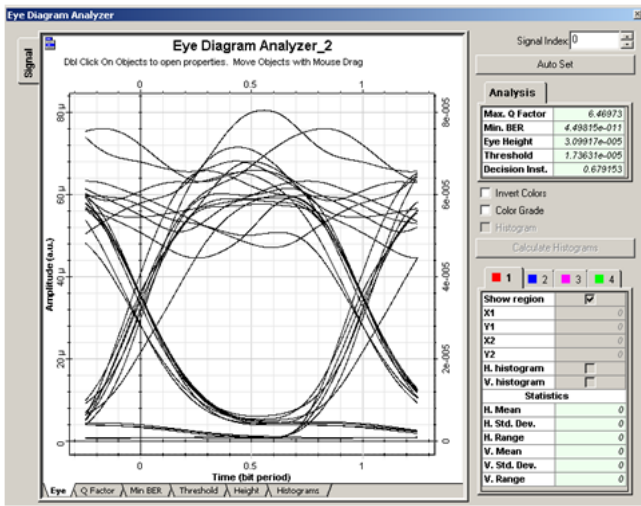 Eye Diagram Analyzer
Signal
Eye Diagram Analyzer_2
Dbl Click On Objects to open properties. Move Objects with Mouse Drag
0 0.5 1
80 µ
60 µ
40 µ
20 µ
0
Amplitude (a.u.)
8e-005
6e-005
4e-005
2e-005
0
0 0.5 1
Time (bit period)
Eye Q Factor Min BER Threshold Height Histograms
Signal Index: 0
Auto Set
Analysis
Max. Q Factor 6.46973
Min. BER 4.49815e-011
Eye Height 3.09917e-005
Threshold 1.73631e-005
Decision Inst. 0.679153
Invert Colors
Color Grade
Histogram
Calculate Histograms
1 2 3 4
Show region
X1 0
Y1 0
X2 0
Y2 0
H. histogram
V. histogram
Statistics
H. Mean 0
H. Std. Dev. 0
H. Range 0
V. Mean 0
V. Std. Dev. 0
V. Range 0